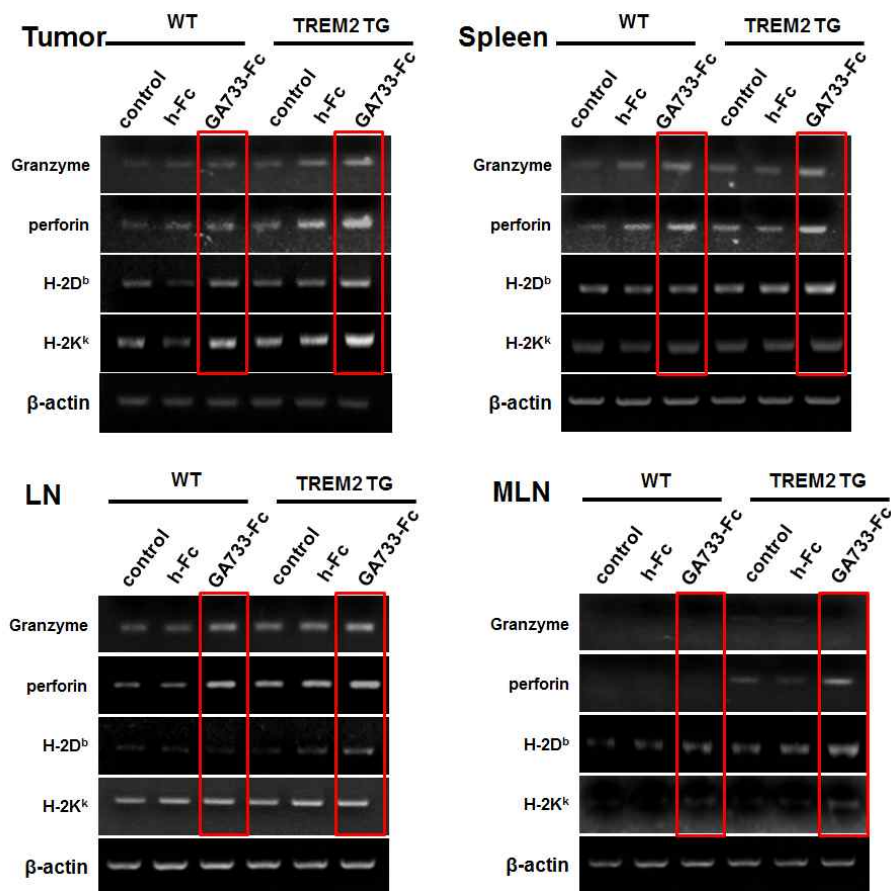 Tumor
WT
TREM2 TG
control
h-Fc
GA733-Fc
control
h-Fc
GA733-Fc
Granzyme
perforin
H-2Dᵇ
H-2Kᵏ
β-actin
Spleen
WT
TREM2 TG
control
h-Fc
GA733-Fc
control
h-Fc
GA733-Fc
Granzyme
perforin
H-2Dᵇ
H-2Kᵏ
β-actin
LN
WT
TREM2 TG
control
h-Fc
GA733-Fc
control
h-Fc
GA733-Fc
Granzyme
perforin
H-2Dᵇ
H-2Kᵏ
β-actin
MLN
WT
TREM2 TG
control
h-Fc
GA733-Fc
control
h-Fc
GA733-Fc
Granzyme
perforin
H-2Dᵇ
H-2Kᵏ
β-actin